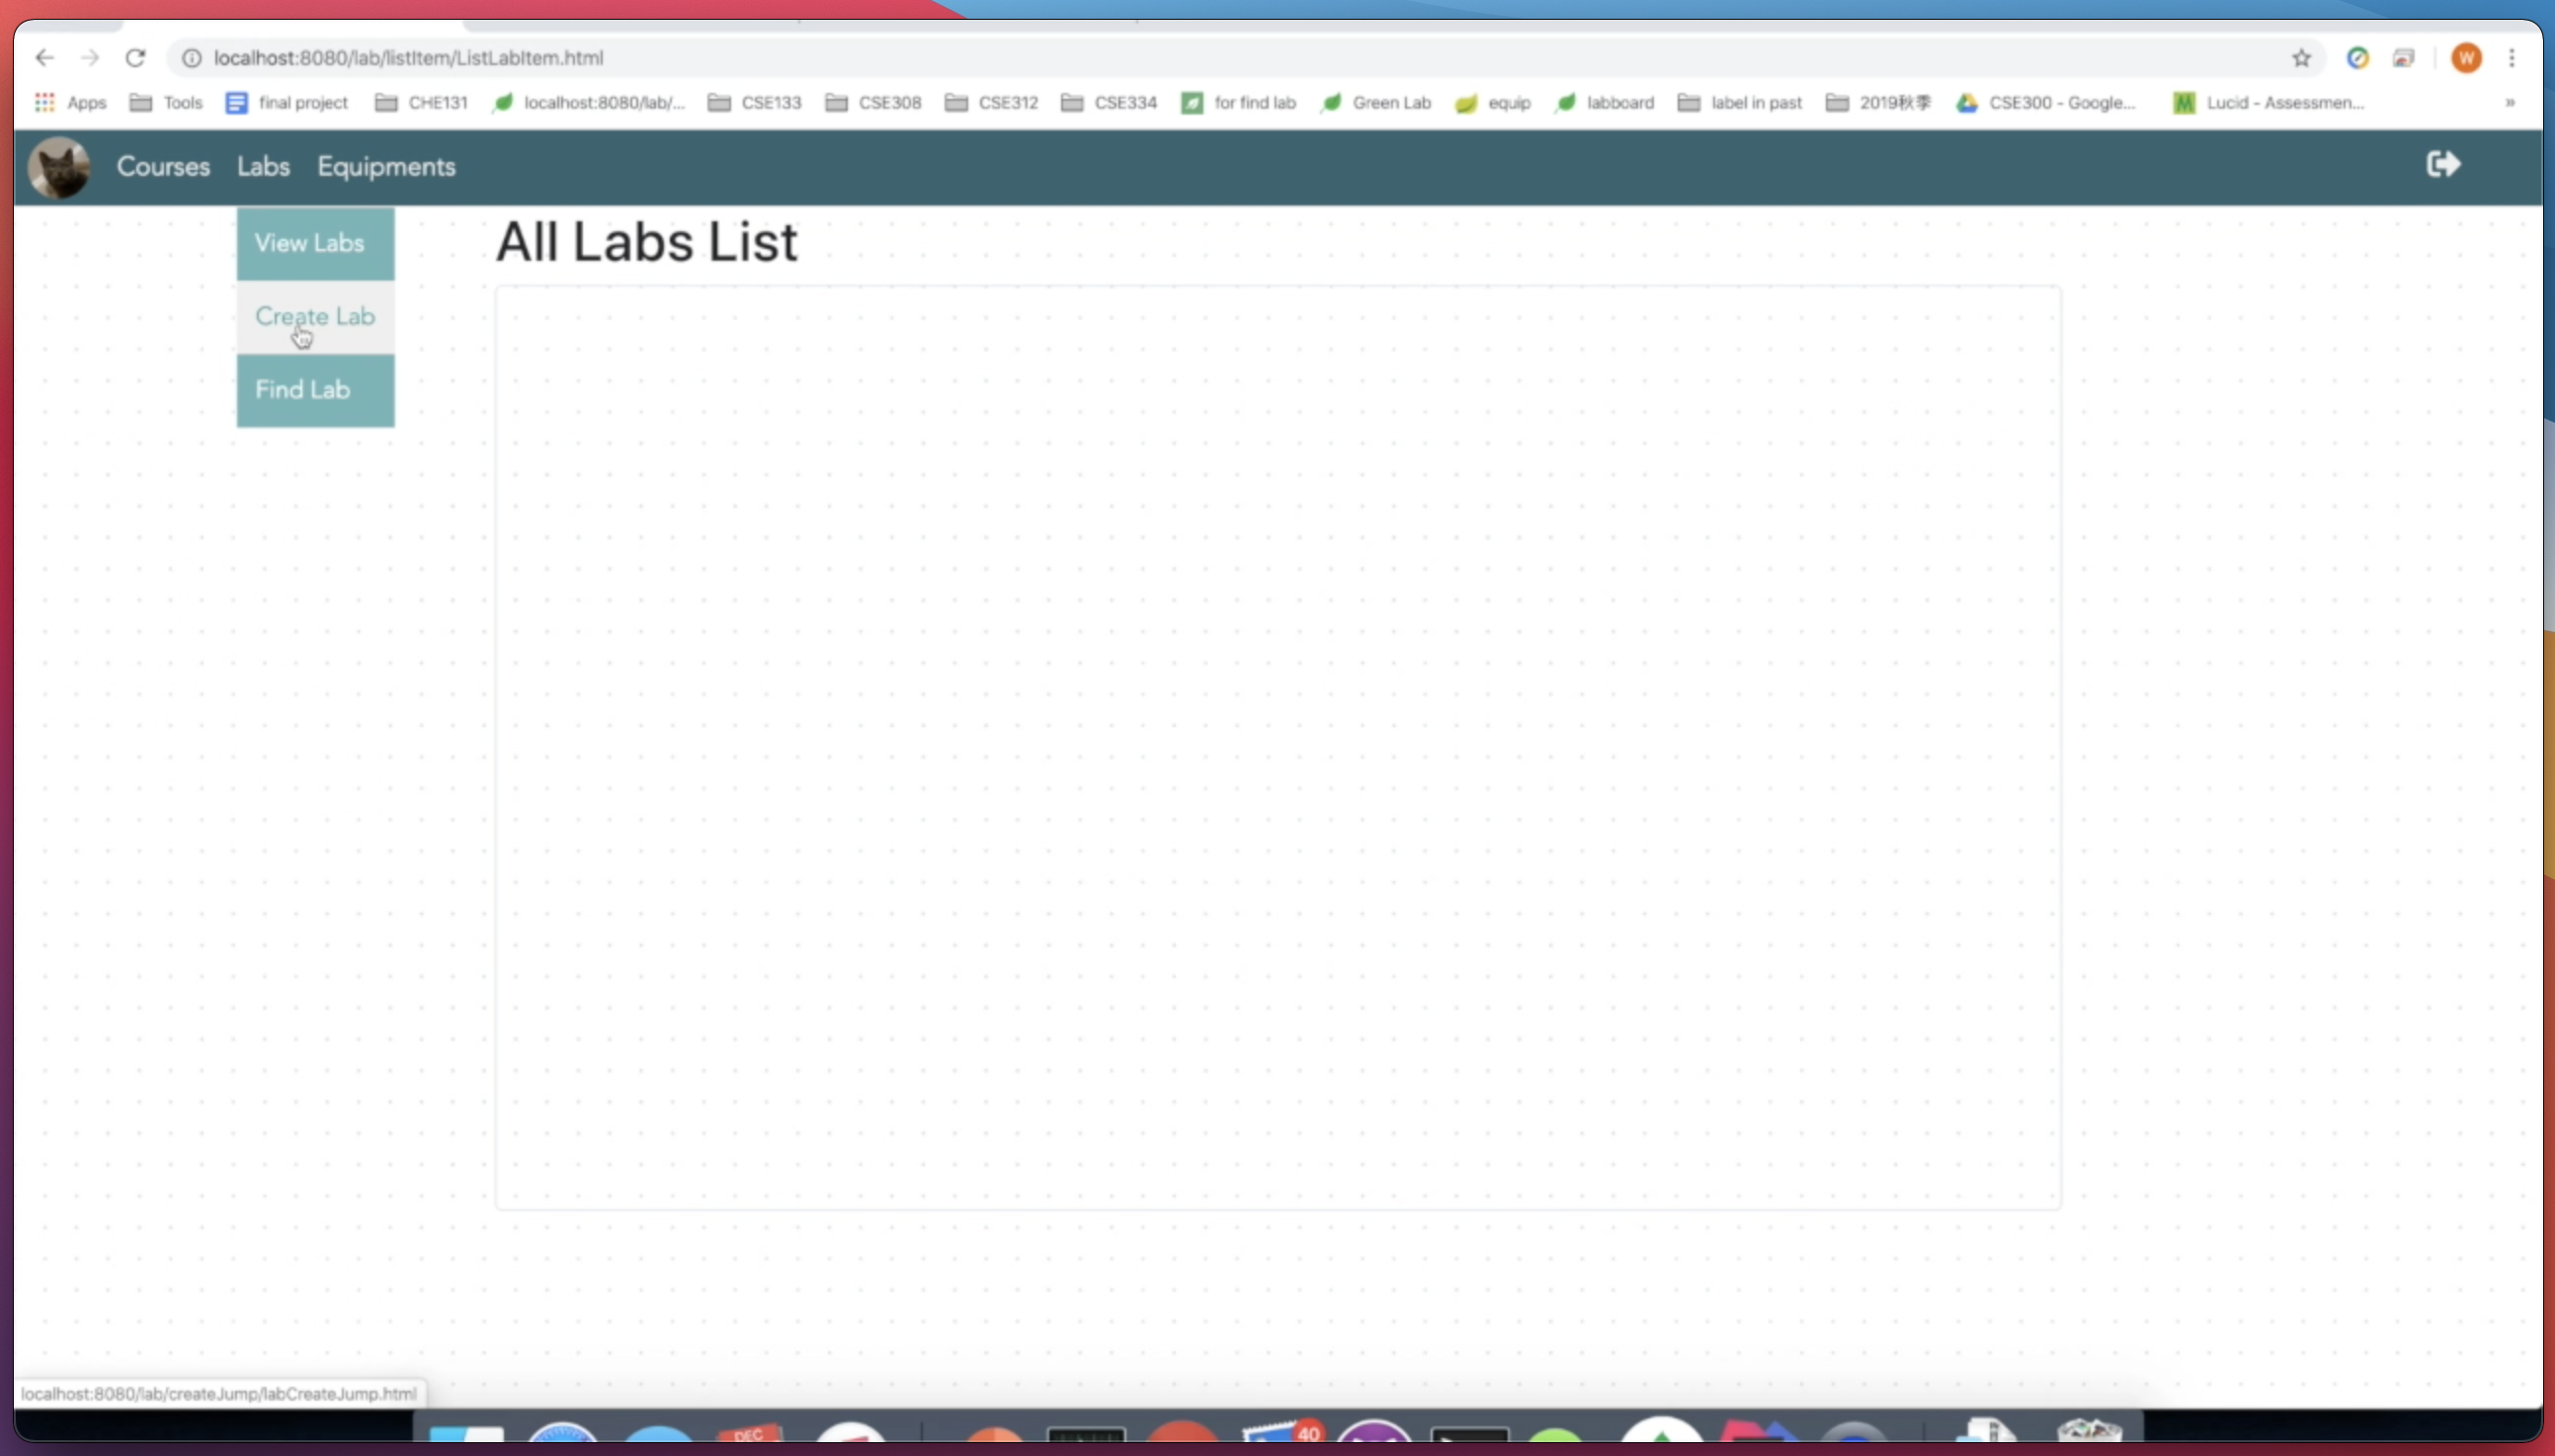 localhost:8080/lab/listItem/ListLabItem.html
W
Apps Tools final project CHE131 localhost:8080/lab/... CSE133 CSE308 CSE312 CSE334 for find lab Green Lab equip labboard label in past 2019秋季 CSE300 - Google... Lucid - Assessmen... »
Courses Labs Equipments
View Labs
All Labs List
Create Lab
Find Lab
localhost:8080/lab/createJump/labCreateJump.html
DEC
40